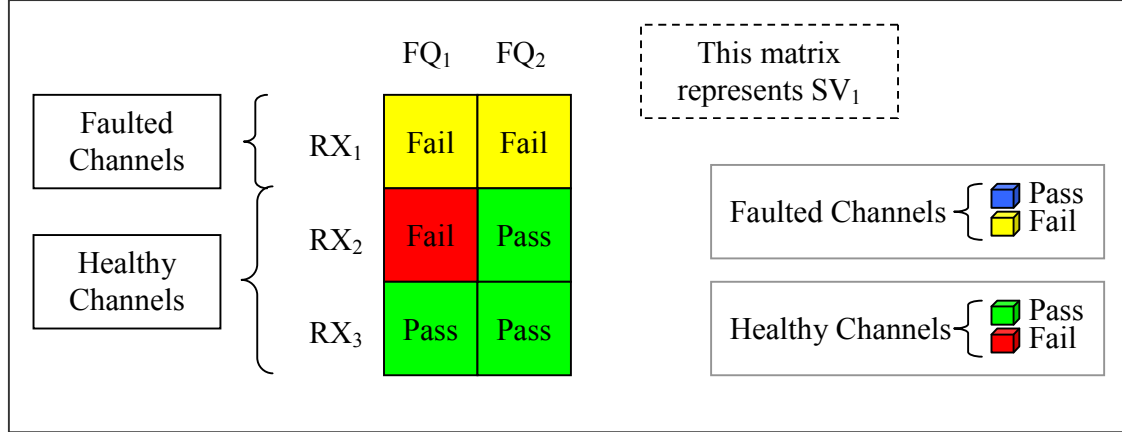 FQ₁ FQ₂
This matrix
represents SV₁
Faulted
Channels
RX₁ Fail Fail
Healthy
Channels
RX₂ Fail Pass
RX₃ Pass Pass
Faulted Channels
Pass
Fail
Healthy Channels
Pass
Fail